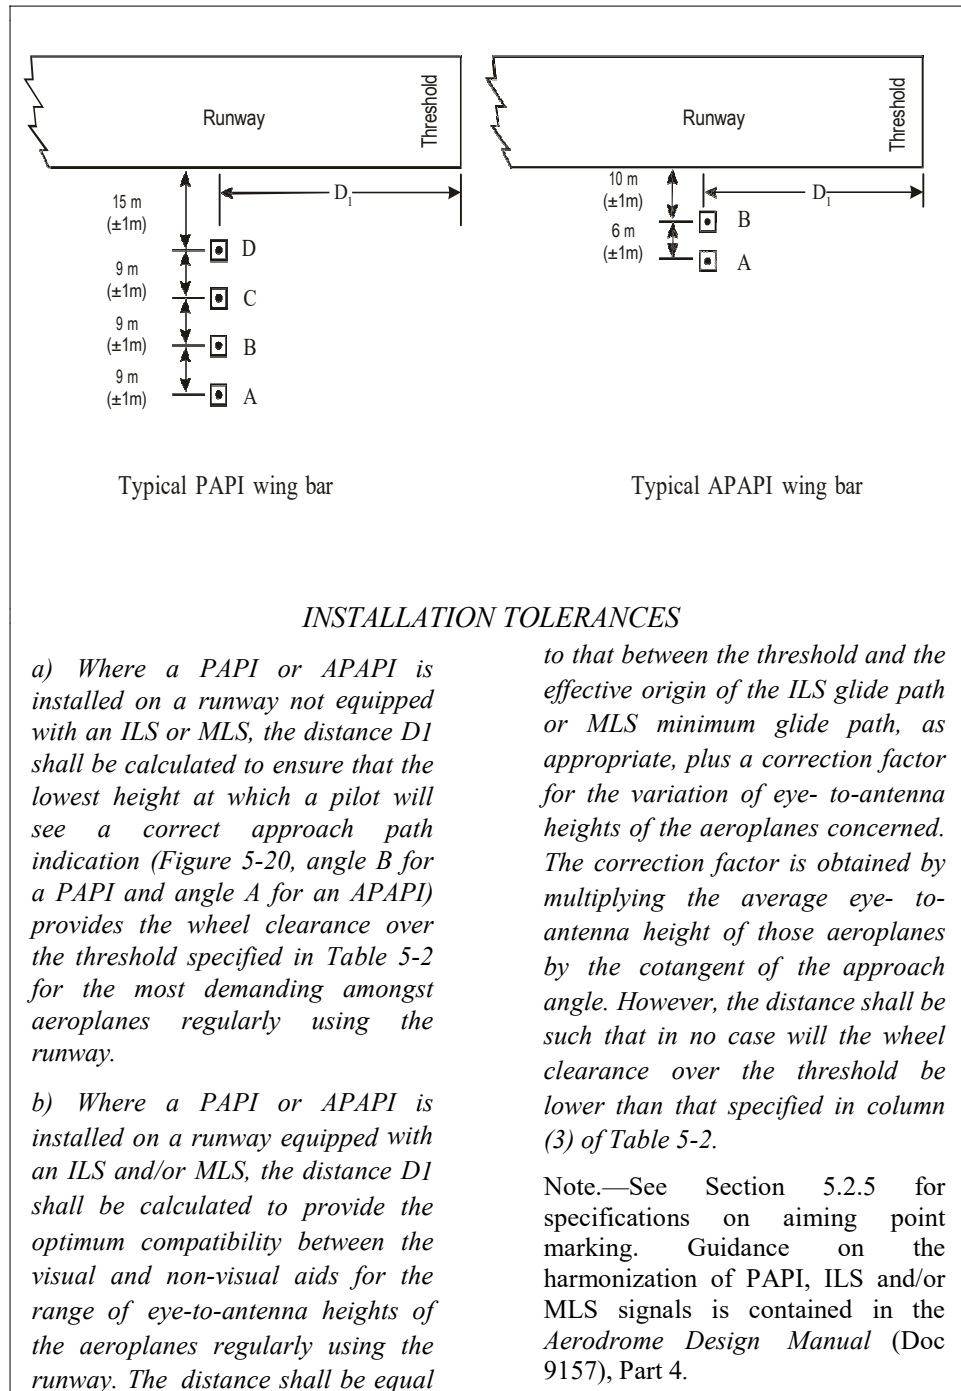 Runway
Threshold
15 m
(±1m)
D1
D
9 m
(±1m)
C
9 m
(±1m)
B
9 m
(±1m)
A
Typical PAPI wing bar
Runway
Threshold
10 m
(±1m)
D1
B
6 m
(±1m)
A
Typical APAPI wing bar
INSTALLATION TOLERANCES
a) Where a PAPI or APAPI is
installed on a runway not equipped
with an ILS or MLS, the distance D1
shall be calculated to ensure that the
lowest height at which a pilot will
see a correct approach path
indication (Figure 5-20, angle B for
a PAPI and angle A for an APAPI)
provides the wheel clearance over
the threshold specified in Table 5-2
for the most demanding amongst
aeroplanes regularly using the
runway.
b) Where a PAPI or APAPI is
installed on a runway equipped with
an ILS and/or MLS, the distance D1
shall be calculated to provide the
optimum compatibility between the
visual and non-visual aids for the
range of eye-to-antenna heights of
the aeroplanes regularly using the
runway. The distance shall be equal
to that between the threshold and the
effective origin of the ILS glide path
or MLS minimum glide path, as
appropriate, plus a correction factor
for the variation of eye- to-antenna
heights of the aeroplanes concerned.
The correction factor is obtained by
multiplying the average eye- to-
antenna height of those aeroplanes
by the cotangent of the approach
angle. However, the distance shall be
such that in no case will the wheel
clearance over the threshold be
lower than that specified in column
(3) of Table 5-2.
Note.—See Section 5.2.5 for
specifications on aiming point
marking. Guidance on the
harmonization of PAPI, ILS and/or
MLS signals is contained in the
Aerodrome Design Manual (Doc
9157), Part 4.